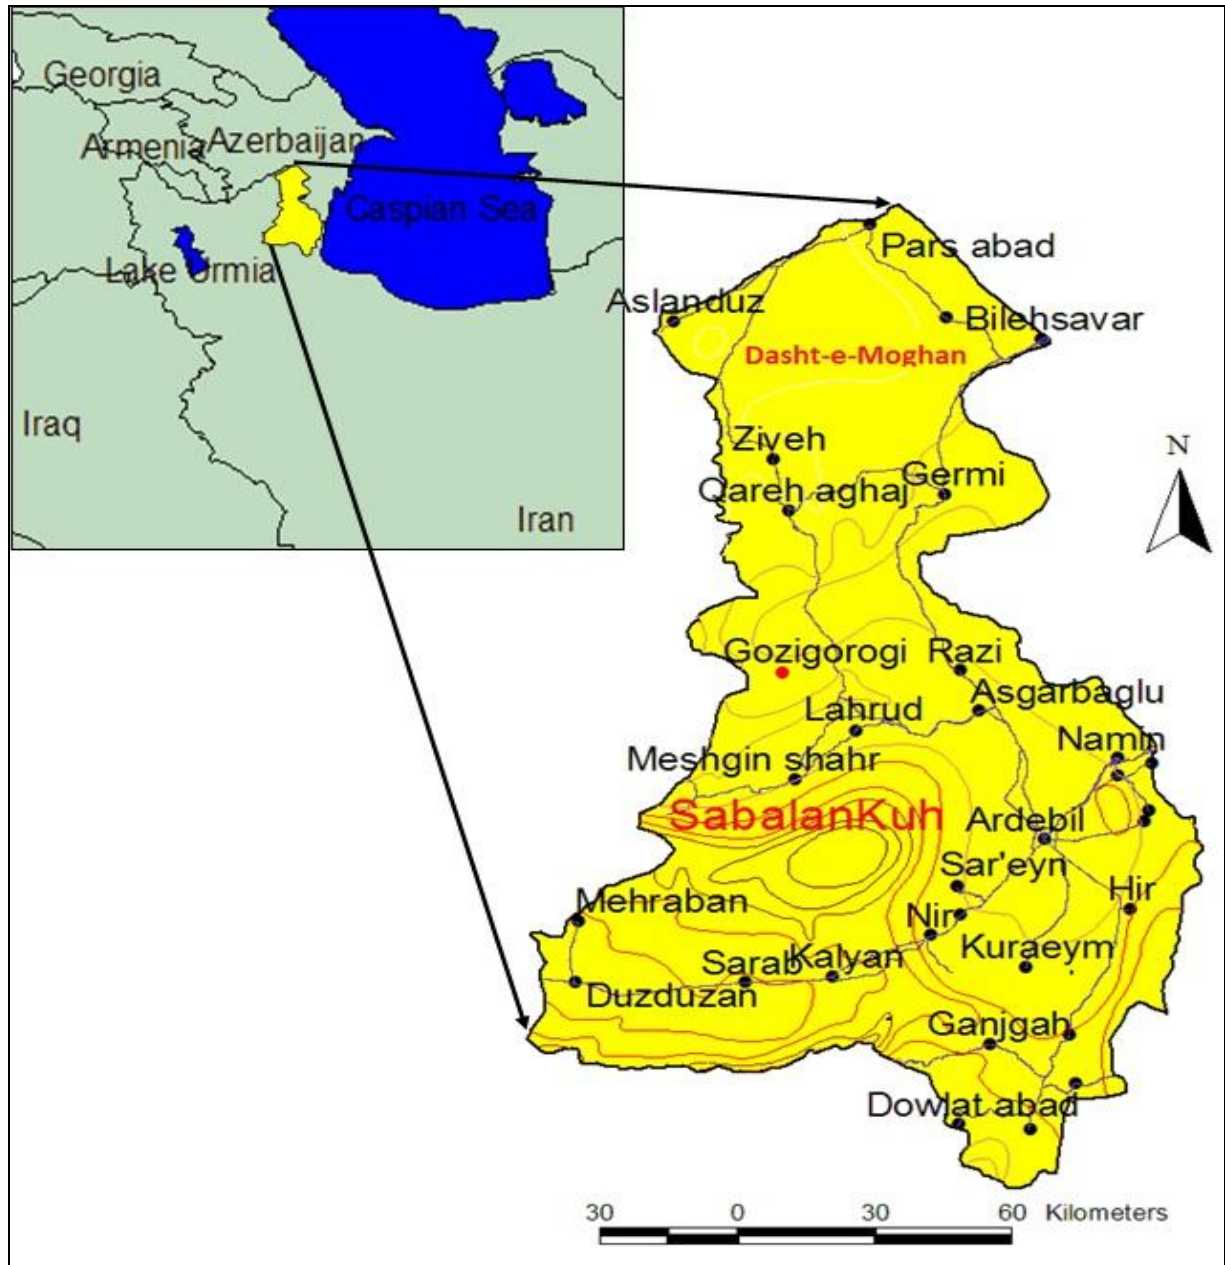 Georgia
Armenia
Azerbaijan
Caspian Sea
Lake Urmia
Iraq
Iran
Pars abad
Aslanduz
Bilehsavar
Dasht-e-Moghan
Ziveh
Germi
Qareh aghaj
N
Gozigorogi
Razi
Asgarbaglu
Lahrud
Namin
Meshgin shahr
SabalanKuh
Ardebil
Sar'eyn
Hir
Mehraban
Nir
Kuraeym
Sarab
Kalyan
Duzduzan
Ganjgah
Dowlat abad
30 0 30 60 Kilometers